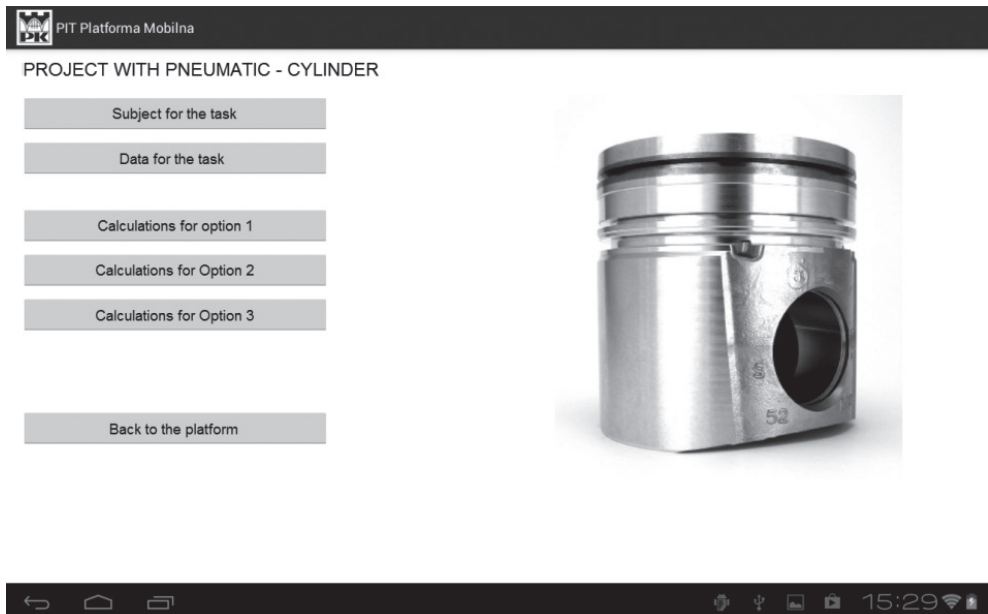 PK
PIT Platforma Mobilna
PROJECT WITH PNEUMATIC - CYLINDER
Subject for the task
Data for the task
Calculations for option 1
Calculations for Option 2
Calculations for Option 3
Back to the platform
52
15:29